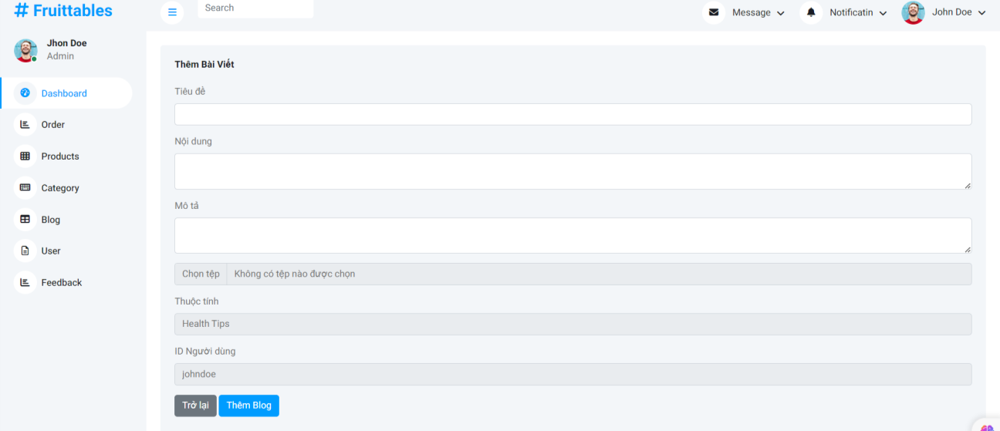 # Fruittables
Search
Message
Notificatin
John Doe
Jhon Doe
Admin
Dashboard
Order
Products
Category
Blog
User
Feedback
Thêm Bài Viết
Tiêu đề
Nội dung
Mô tả
Chọn tệp Không có tệp nào được chọn
Thuộc tính
Health Tips
ID Người dùng
johndoe
Trở lại
Thêm Blog